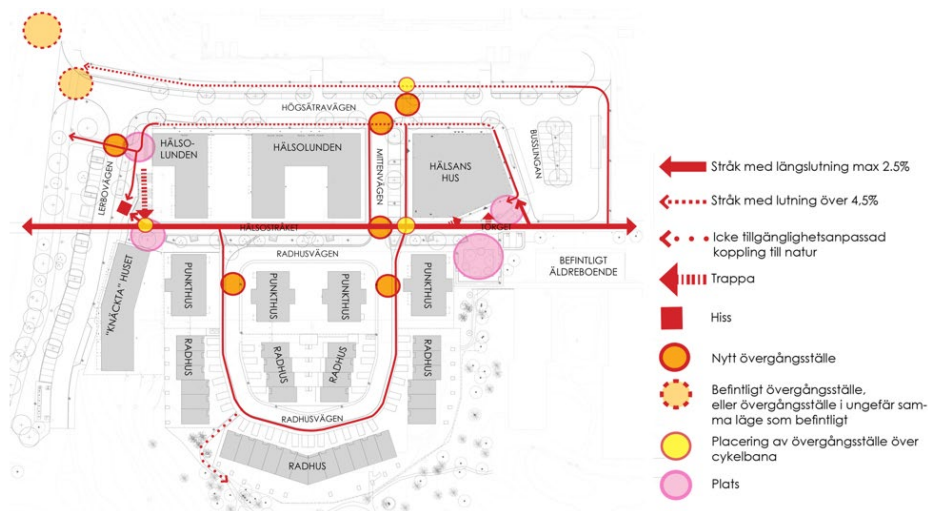 HÖGSÄTRAVÄGEN
HÄLSO-
LUNDEN
HÄLSOLUNDEN
MITTENVÄGEN
HÄLSANS
HUS
BUSSLINGAN
LERBOVÄGEN
HÄLSOSTRÅKET
TORGET
RADHUSVÄGEN
BEFINTLIGT
ÄLDREBOENDE
"KNÄCKTA" HUSET
PUNKTHUS
PUNKTHUS
PUNKTHUS
PUNKTHUS
RADHUS
RADHUS
RADHUS
RADHUS
RADHUSVÄGEN
RADHUS
Stråk med längslutning max 2.5%
Stråk med lutning över 4,5%
Icke tillgänglighetsanpassad
koppling till natur
Trappa
Hiss
Nytt övergångsställe
Befintligt övergångsställe,
eller övergångsställe i ungefär sam-
ma läge som befintligt
Placering av övergångsställe över
cykelbana
Plats